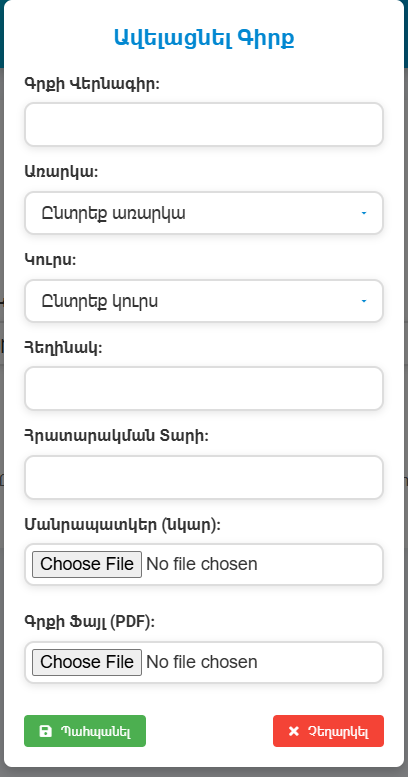 Ավելացնել Գիրք
Գրքի Վերնագիր:
Առարկա:
Ընտրեք առարկա
Կուրս:
Ընտրեք կուրս
Հեղինակ:
Հրատարակման Տարի:
Մանրապատկեր (նկար):
Choose File No file chosen
Գրքի Ֆայլ (PDF):
Choose File No file chosen
Պահպանել
Չեղարկել